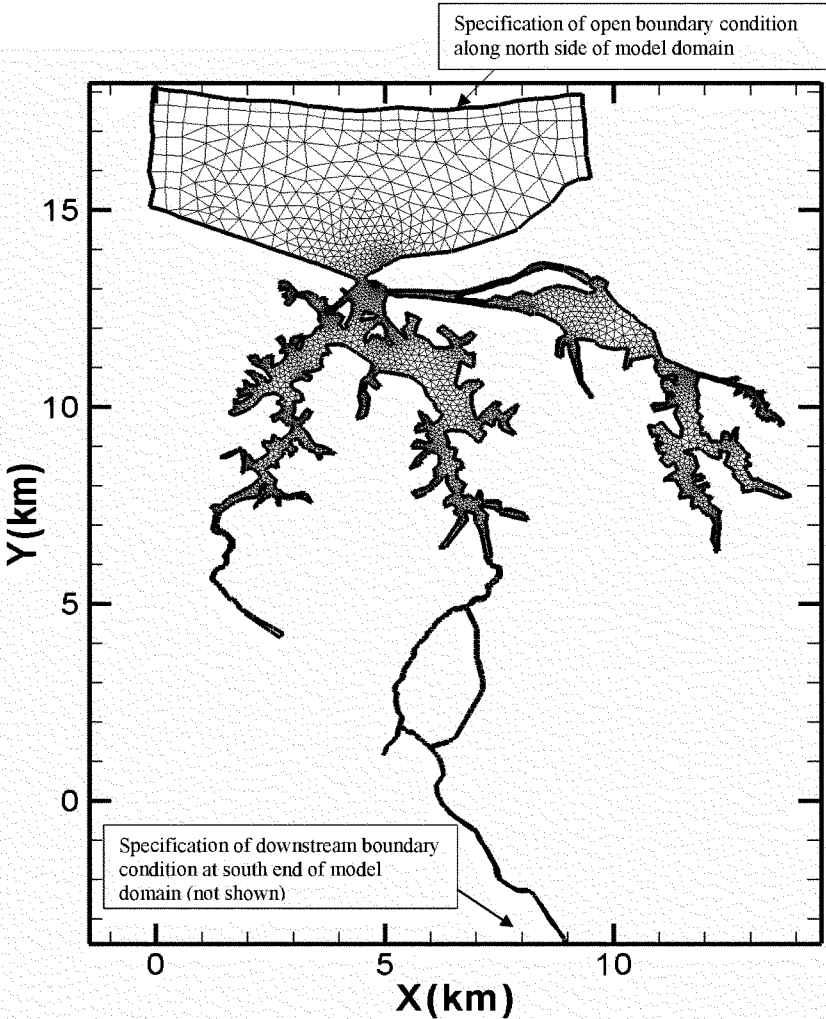 Specification of open boundary condition
along north side of model domain
15
10
5
0
Y(km)
Specification of downstream boundary
condition at south end of model
domain (not shown)
0
5
10
X(km)